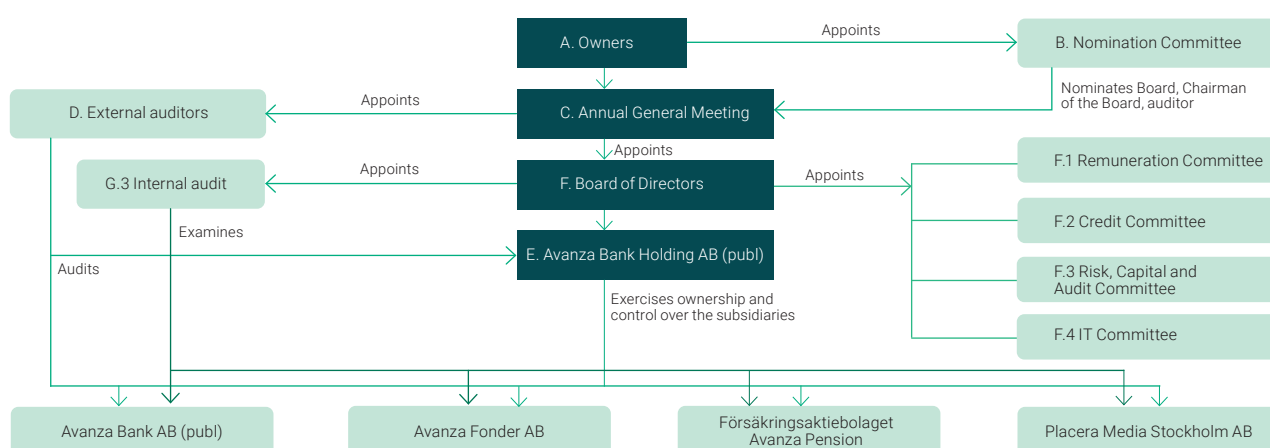 A. Owners
Appoints
B. Nomination Committee
Nominates Board, Chairman
of the Board, auditor
D. External auditors
Appoints
C. Annual General Meeting
Appoints
F.1 Remuneration Committee
G.3 Internal audit
Appoints
F. Board of Directors
Appoints
F.2 Credit Committee
Examines
E. Avanza Bank Holding AB (publ)
Audits
F.3 Risk, Capital and
Audit Committee
Exercises ownership and
control over the subsidiaries
F.4 IT Committee
Avanza Bank AB (publ)
Avanza Fonder AB
Försäkringsaktiebolaget
Avanza Pension
Placera Media Stockholm AB